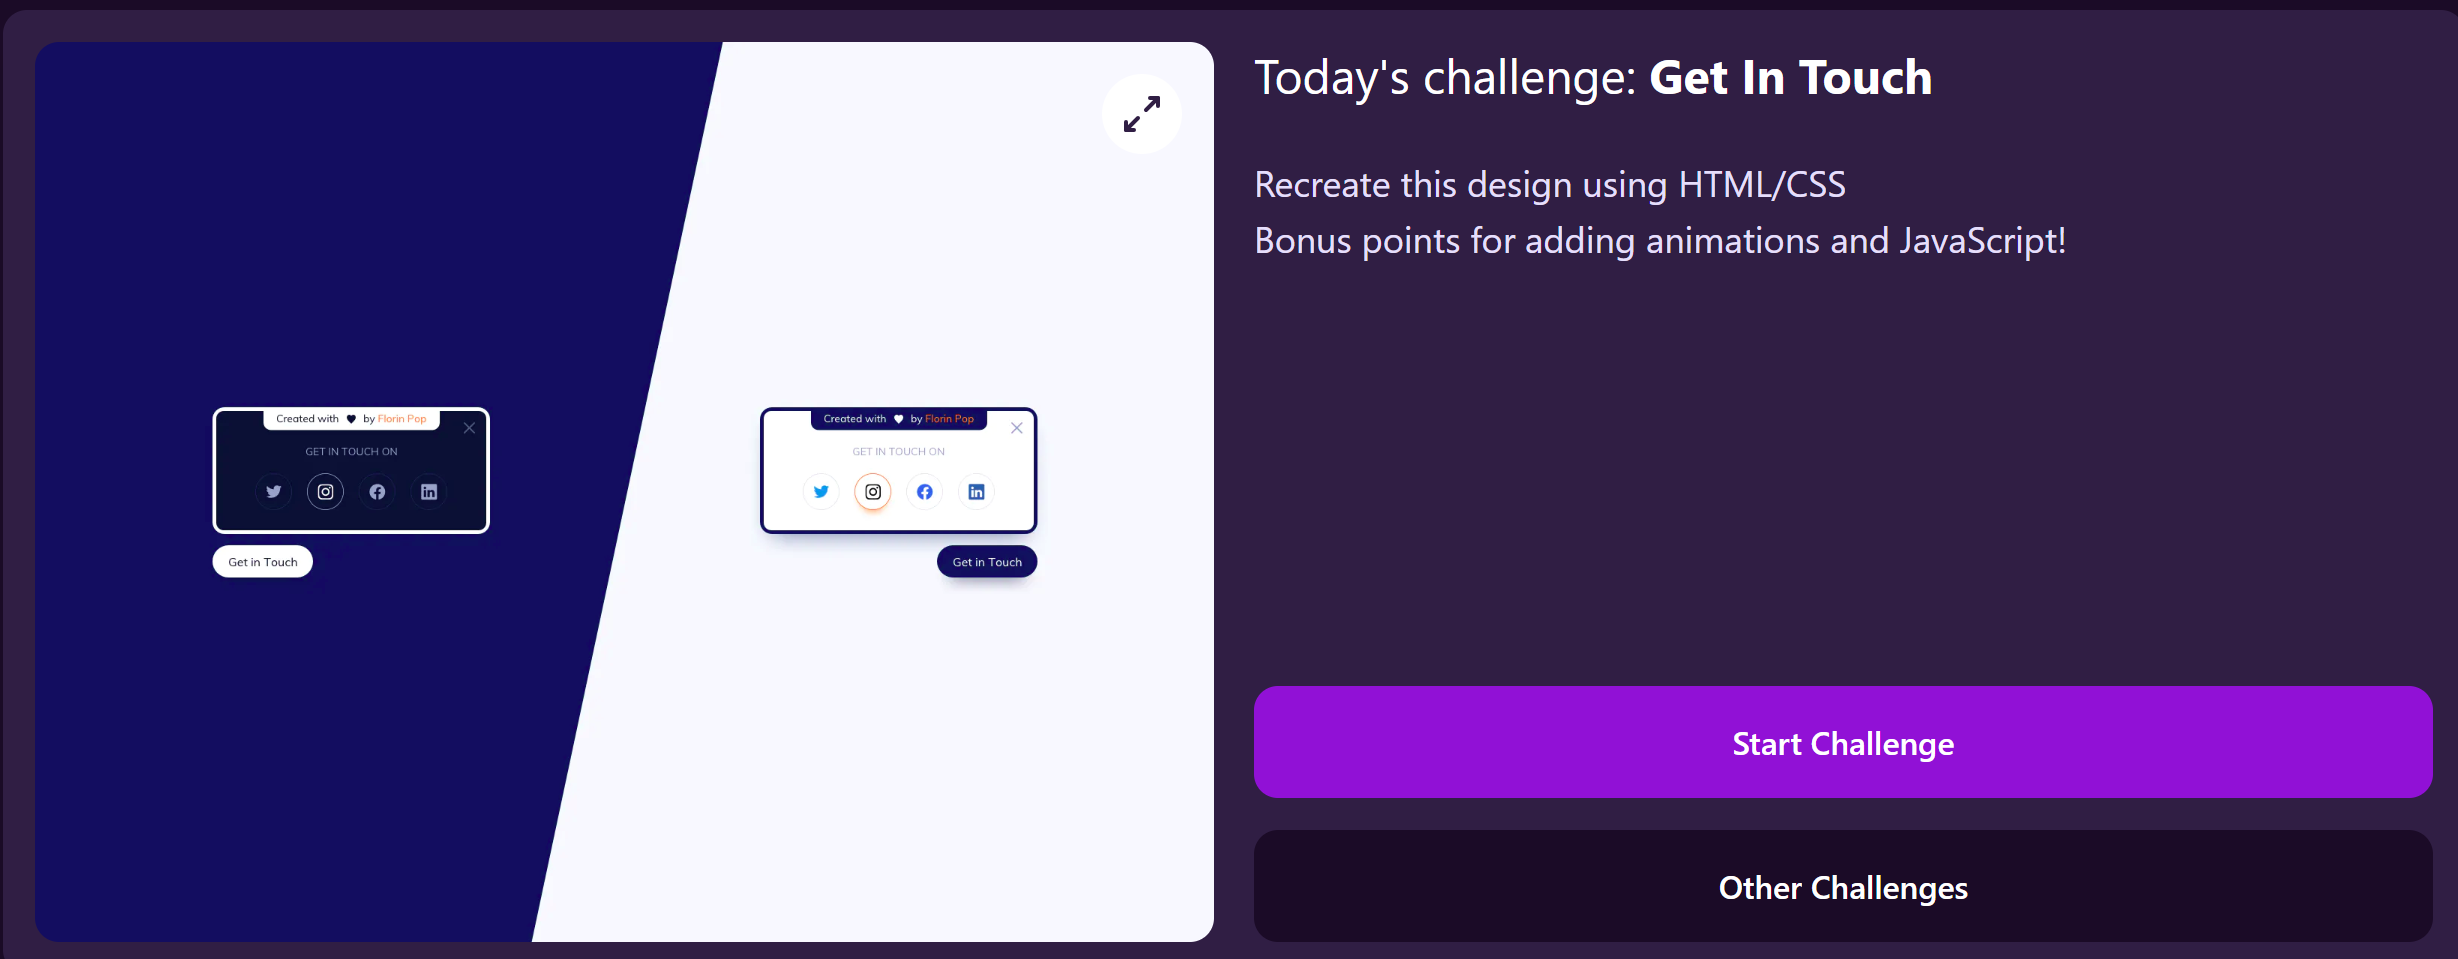 Today's challenge: Get In Touch
Recreate this design using HTML/CSS
Bonus points for adding animations and JavaScript!
Created with by Florin Pop
GET IN TOUCH ON
Get in Touch
Created with by Florin Pop
GET IN TOUCH ON
Get in Touch
Start Challenge
Other Challenges